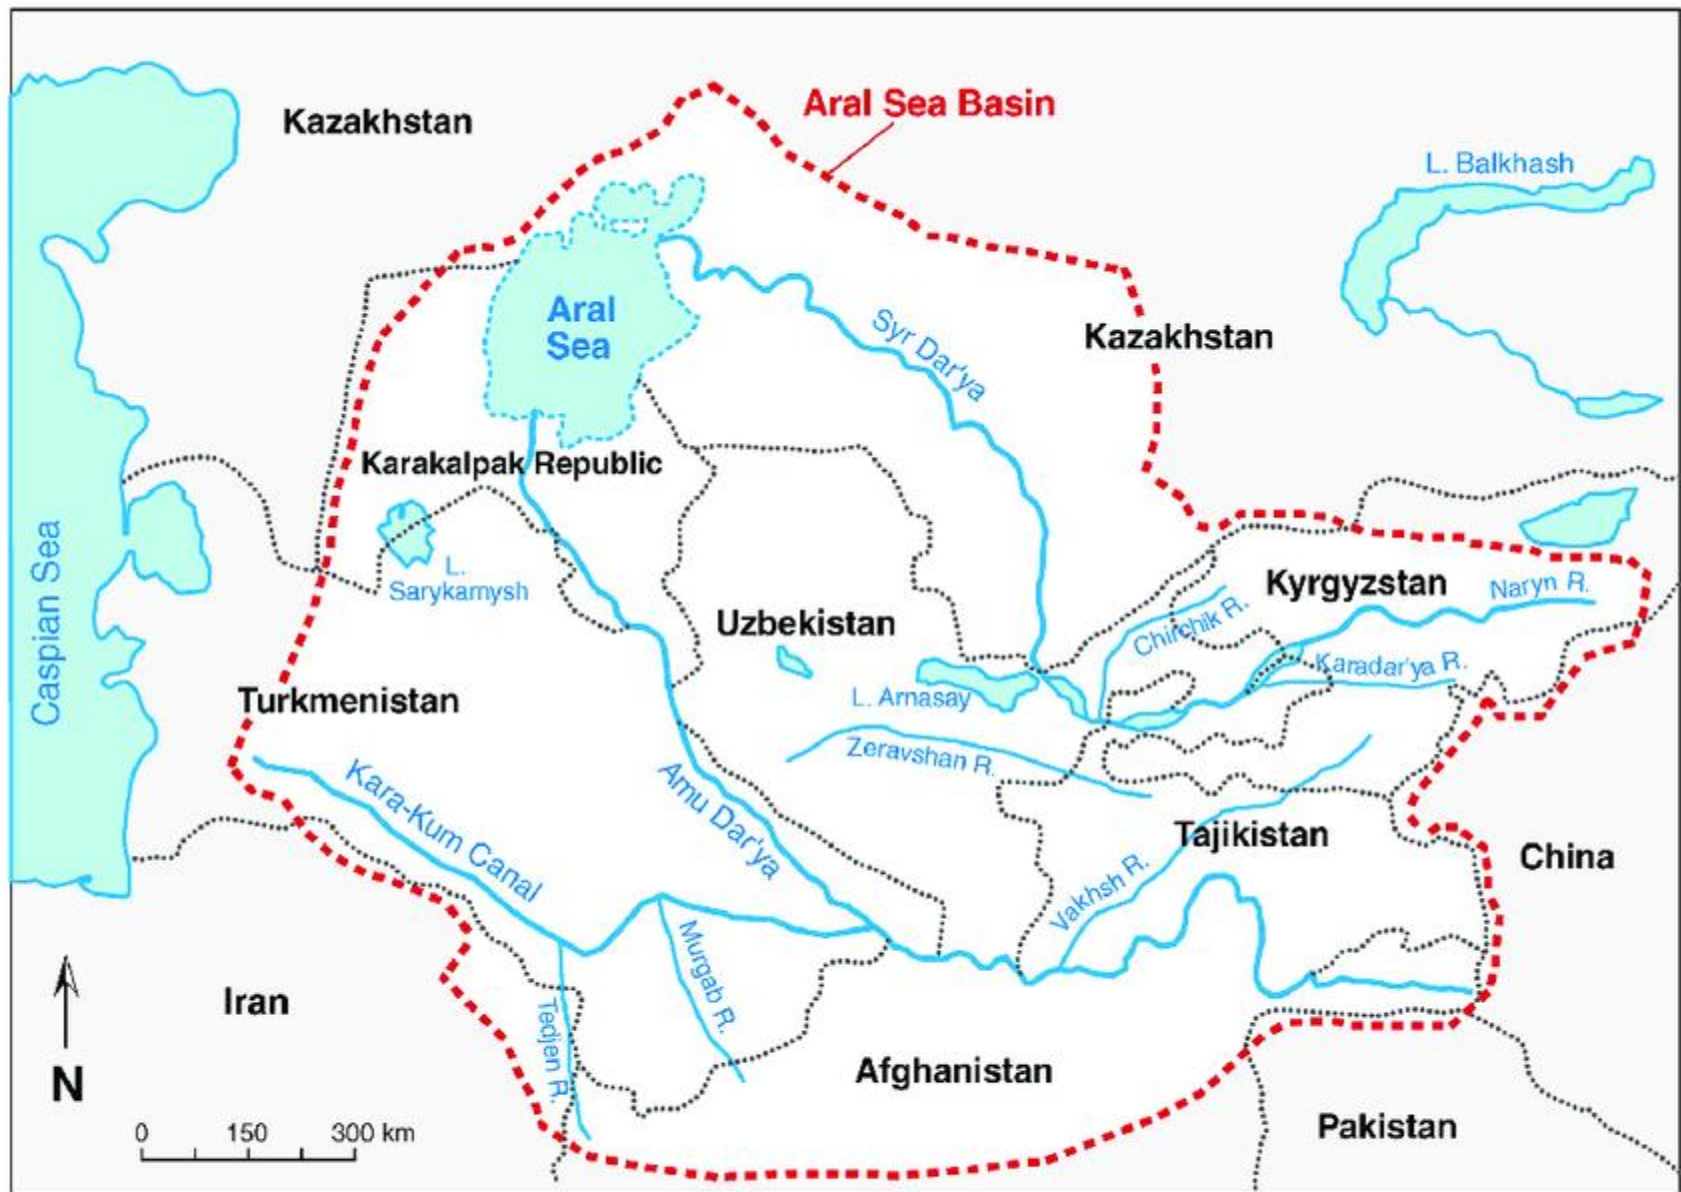 Aral Sea Basin
Kazakhstan
L. Balkhash
Aral
Sea
Syr Dar'ya
Kazakhstan
Karakalpak Republic
Caspian Sea
L.
Sarykamysh
Kyrgyzstan
Naryn R.
Chirchik R.
Uzbekistan
Karadar'ya R.
Turkmenistan
L. Arnasay
Zeravshan R.
Kara-Kum Canal
Amu Dar'ya
Tajikistan
China
Vakhsh R.
Murgab R.
Iran
Tedjen R.
Afghanistan
N
Pakistan
0 150 300 km